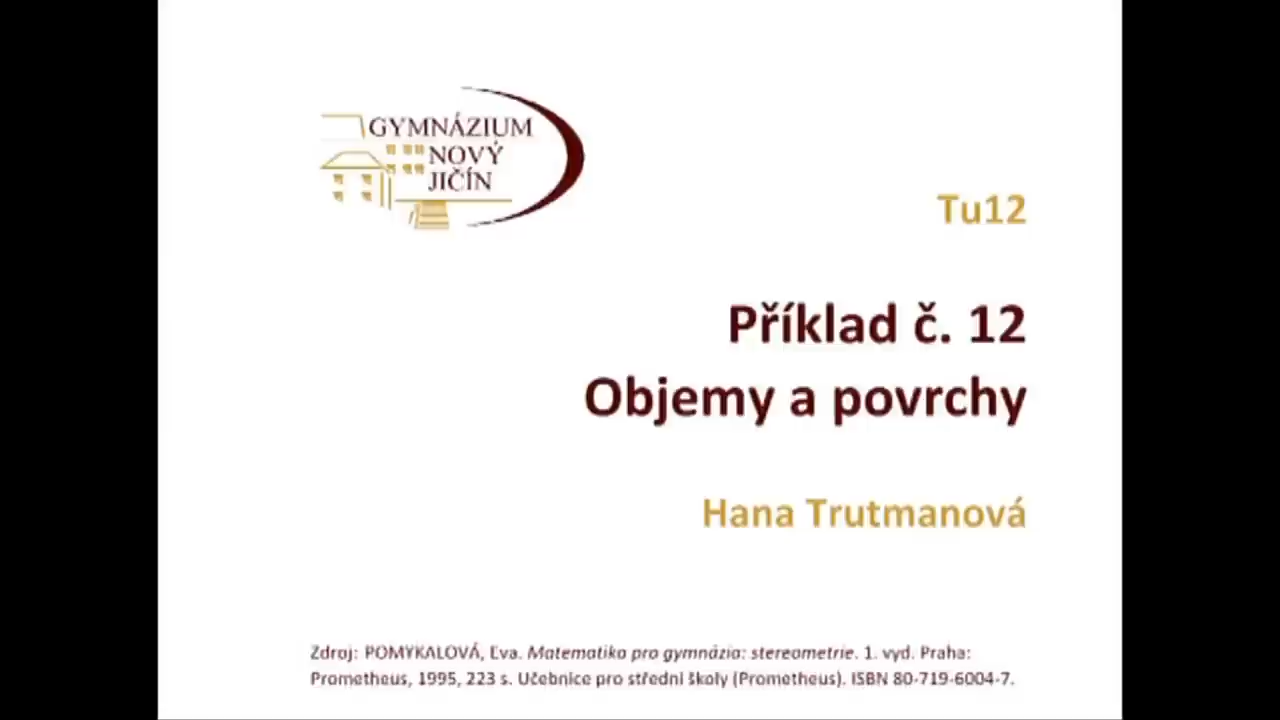 GYMNÁZIUM
NOVÝ
JIČÍN
Tu12
Příklad č. 12
Objemy a povrchy
Hana Trutmanová
Zdroj: POMYKALOVÁ, Eva. Matematika pro gymnázia: stereometrie. 1. vyd. Praha:
Prometheus, 1995, 223 s. Učebnice pro střední školy (Prometheus). ISBN 80-719-6004-7.